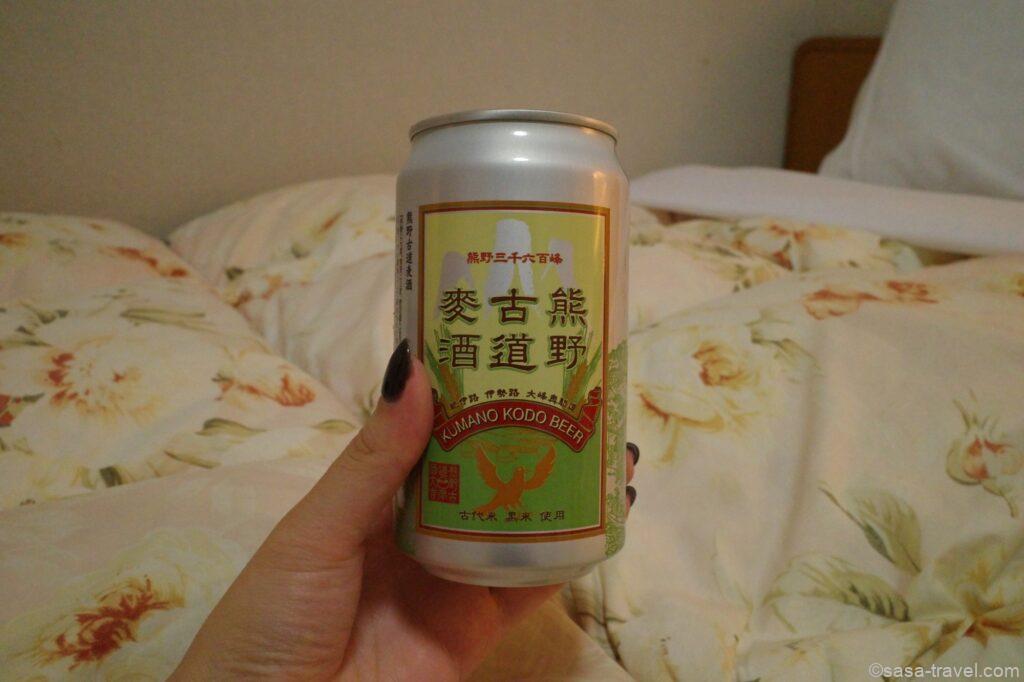 熊野古道麦酒
熊野三千六百峰
熊野
古道
麥酒
紀伊路 伊勢路 大峰奥駈道
KUMANO KODO BEER
古代米 黒米 使用
©sasa-travel.com